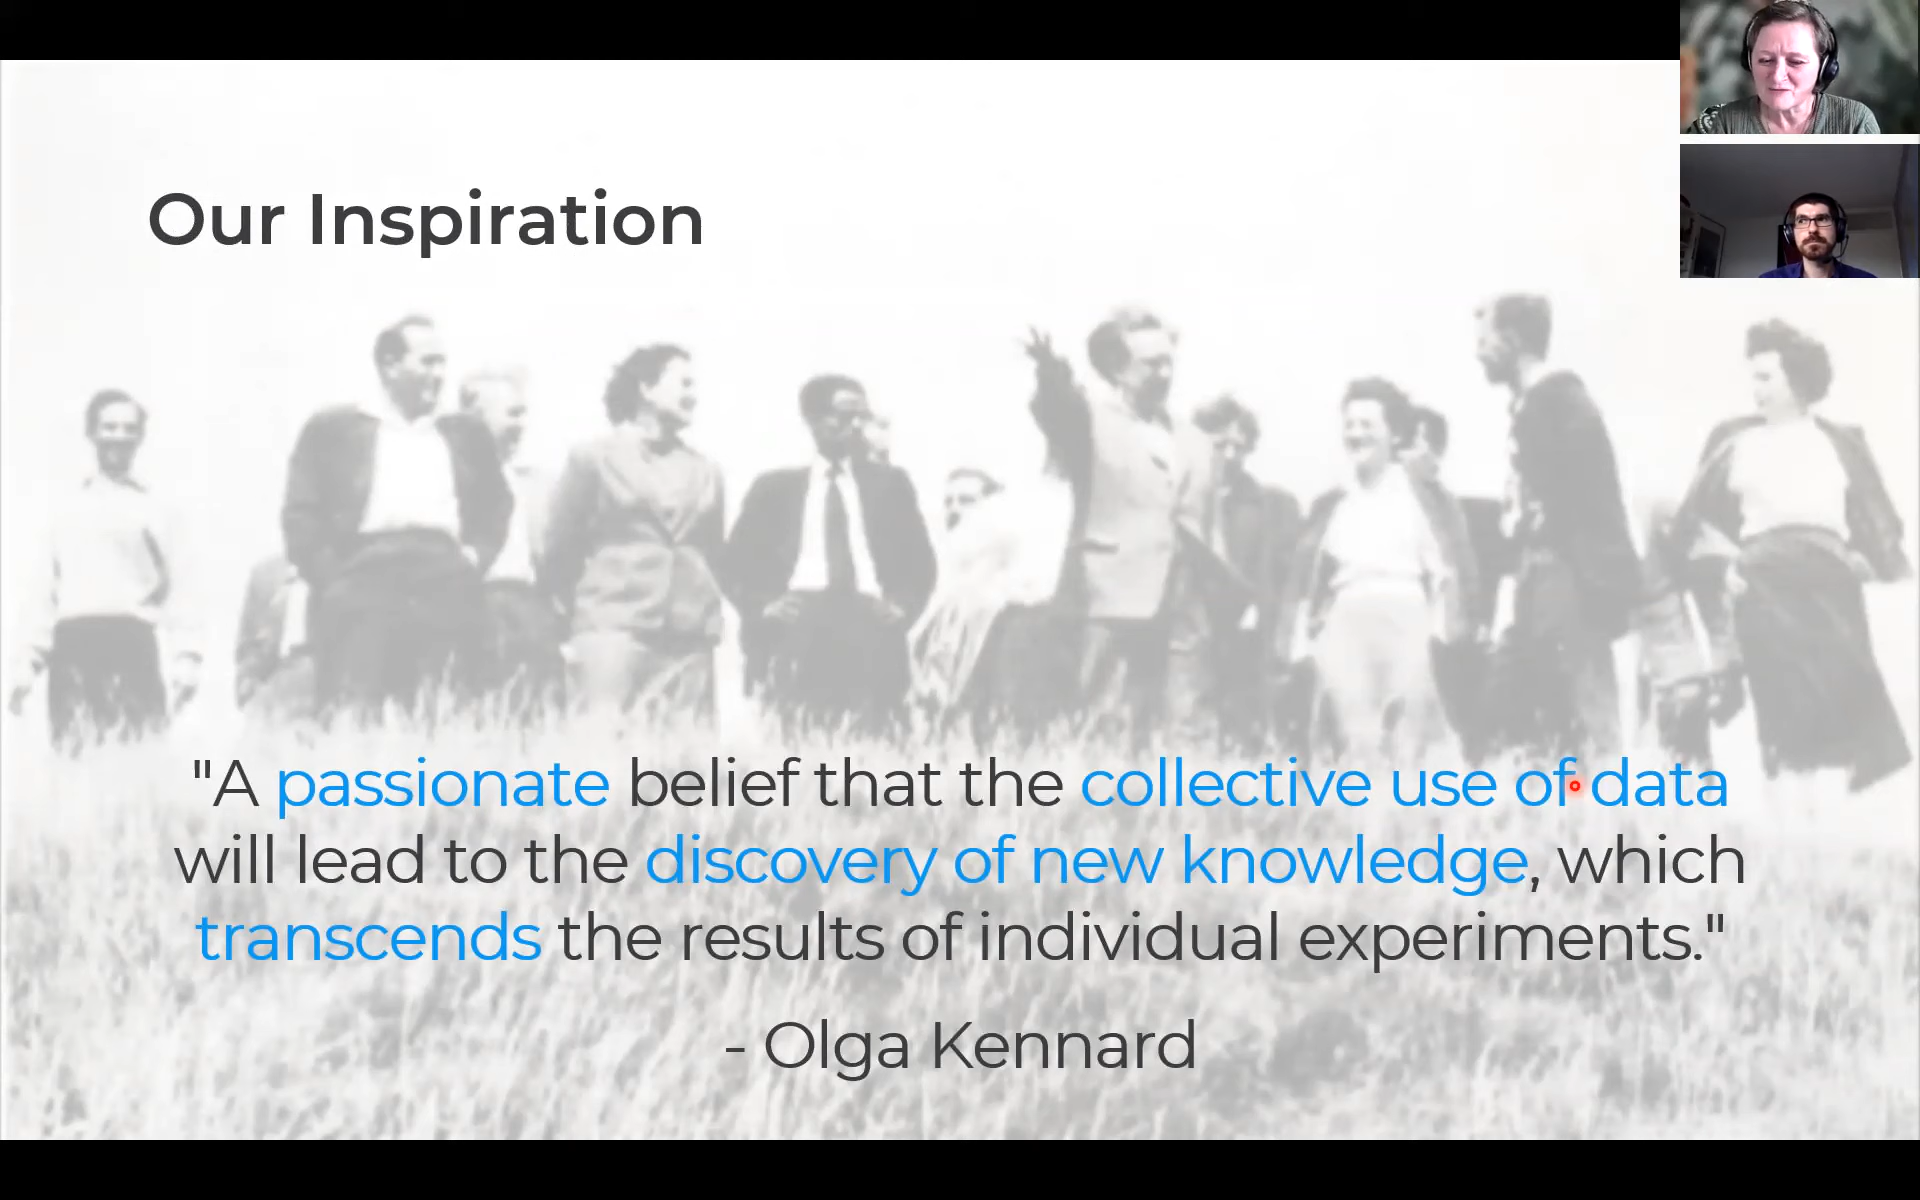 Our Inspiration
"A passionate belief that the collective use of data
will lead to the discovery of new knowledge, which
transcends the results of individual experiments."
- Olga Kennard